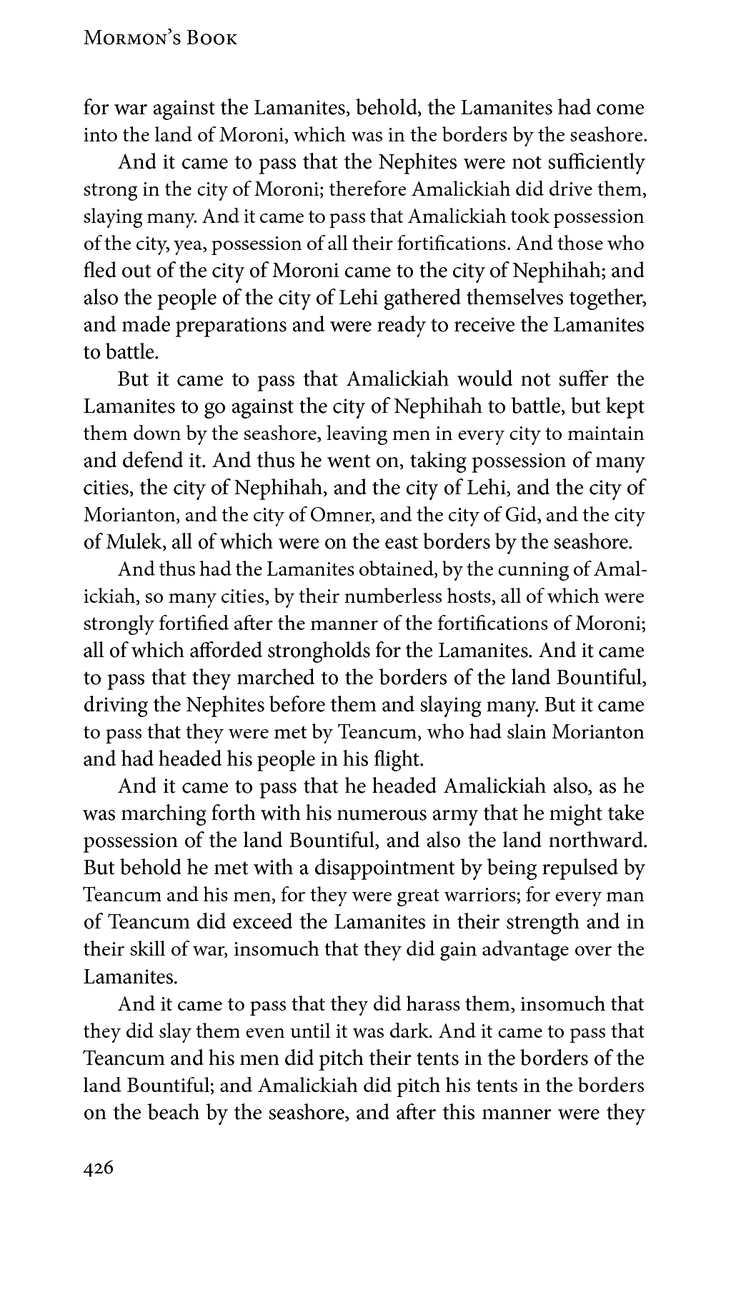 Mormon's Book
for war against the Lamanites, behold, the Lamanites had come
into the land of Moroni, which was in the borders by the seashore.
And it came to pass that the Nephites were not sufficiently
strong in the city of Moroni; therefore Amalickiah did drive them,
slaying many. And it came to pass that Amalickiah took possession
of the city, yea, possession of all their fortifications. And those who
fled out of the city of Moroni came to the city of Nephihah; and
also the people of the city of Lehi gathered themselves together,
and made preparations and were ready to receive the Lamanites
to battle.
But it came to pass that Amalickiah would not suffer the
Lamanites to go against the city of Nephihah to battle, but kept
them down by the seashore, leaving men in every city to maintain
and defend it. And thus he went on, taking possession of many
cities, the city of Nephihah, and the city of Lehi, and the city of
Morianton, and the city of Omner, and the city of Gid, and the city
of Mulek, all of which were on the east borders by the seashore.
And thus had the Lamanites obtained, by the cunning of Amal-
ickiah, so many cities, by their numberless hosts, all of which were
strongly fortified after the manner of the fortifications of Moroni;
all of which afforded strongholds for the Lamanites. And it came
to pass that they marched to the borders of the land Bountiful,
driving the Nephites before them and slaying many. But it came
to pass that they were met by Teancum, who had slain Morianton
and had headed his people in his flight.
And it came to pass that he headed Amalickiah also, as he
was marching forth with his numerous army that he might take
possession of the land Bountiful, and also the land northward.
But behold he met with a disappointment by being repulsed by
Teancum and his men, for they were great warriors; for every man
of Teancum did exceed the Lamanites in their strength and in
their skill of war, insomuch that they did gain advantage over the
Lamanites.
And it came to pass that they did harass them, insomuch that
they did slay them even until it was dark. And it came to pass that
Teancum and his men did pitch their tents in the borders of the
land Bountiful; and Amalickiah did pitch his tents in the borders
on the beach by the seashore, and after this manner were they
426